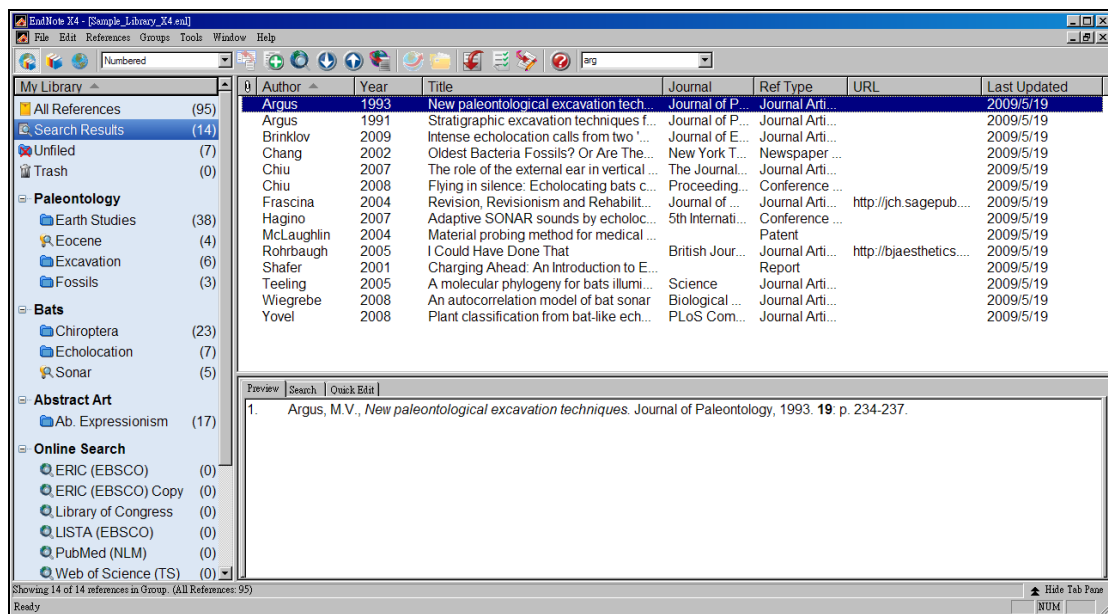 EndNote X4 - [Sample_Library_X4.enl]
File Edit References Groups Tools Window Help
Numbered arg
My Library
All References (95)
Search Results (14)
Unfiled (7)
Trash (0)
Paleontology
Earth Studies (38)
Eocene (4)
Excavation (6)
Fossils (3)
Bats
Chiroptera (23)
Echolocation (7)
Sonar (5)
Abstract Art
Ab. Expressionism (17)
Online Search
ERIC (EBSCO) (0)
ERIC (EBSCO) Copy (0)
Library of Congress (0)
LISTA (EBSCO) (0)
PubMed (NLM) (0)
Web of Science (TS) (0)
Author Year Title Journal Ref Type URL Last Updated
Argus 1993 New paleontological excavation tech... Journal of P... Journal Arti... 2009/5/19
Argus 1991 Stratigraphic excavation techniques f... Journal of P... Journal Arti... 2009/5/19
Brinklov 2009 Intense echolocation calls from two '... Journal of E... Journal Arti... 2009/5/19
Chang 2002 Oldest Bacteria Fossils? Or Are The... New York T... Newspaper ... 2009/5/19
Chiu 2007 The role of the external ear in vertical ... The Journal... Journal Arti... 2009/5/19
Chiu 2008 Flying in silence: Echolocating bats c... Proceeding... Conference ... 2009/5/19
Frascina 2004 Revision, Revisionism and Rehabilit... Journal of ... Journal Arti... http://jch.sagepub.... 2009/5/19
Hagino 2007 Adaptive SONAR sounds by echoloc... 5th Internati... Conference ... 2009/5/19
McLaughlin 2004 Material probing method for medical ... Patent 2009/5/19
Rohrbaugh 2005 I Could Have Done That British Jour... Journal Arti... http://bjaesthetics.... 2009/5/19
Shafer 2001 Charging Ahead: An Introduction to E... Report 2009/5/19
Teeling 2005 A molecular phylogeny for bats illumi... Science Journal Arti... 2009/5/19
Wiegrebe 2008 An autocorrelation model of bat sonar Biological ... Journal Arti... 2009/5/19
Yovel 2008 Plant classification from bat-like ech... PLoS Com... Journal Arti... 2009/5/19
Preview Search Quick Edit
1. Argus, M.V., New paleontological excavation techniques. Journal of Paleontology, 1993. 19: p. 234-237.
Showing 14 of 14 references in Group. (All References: 95) Hide Tab Pane
Ready NUM